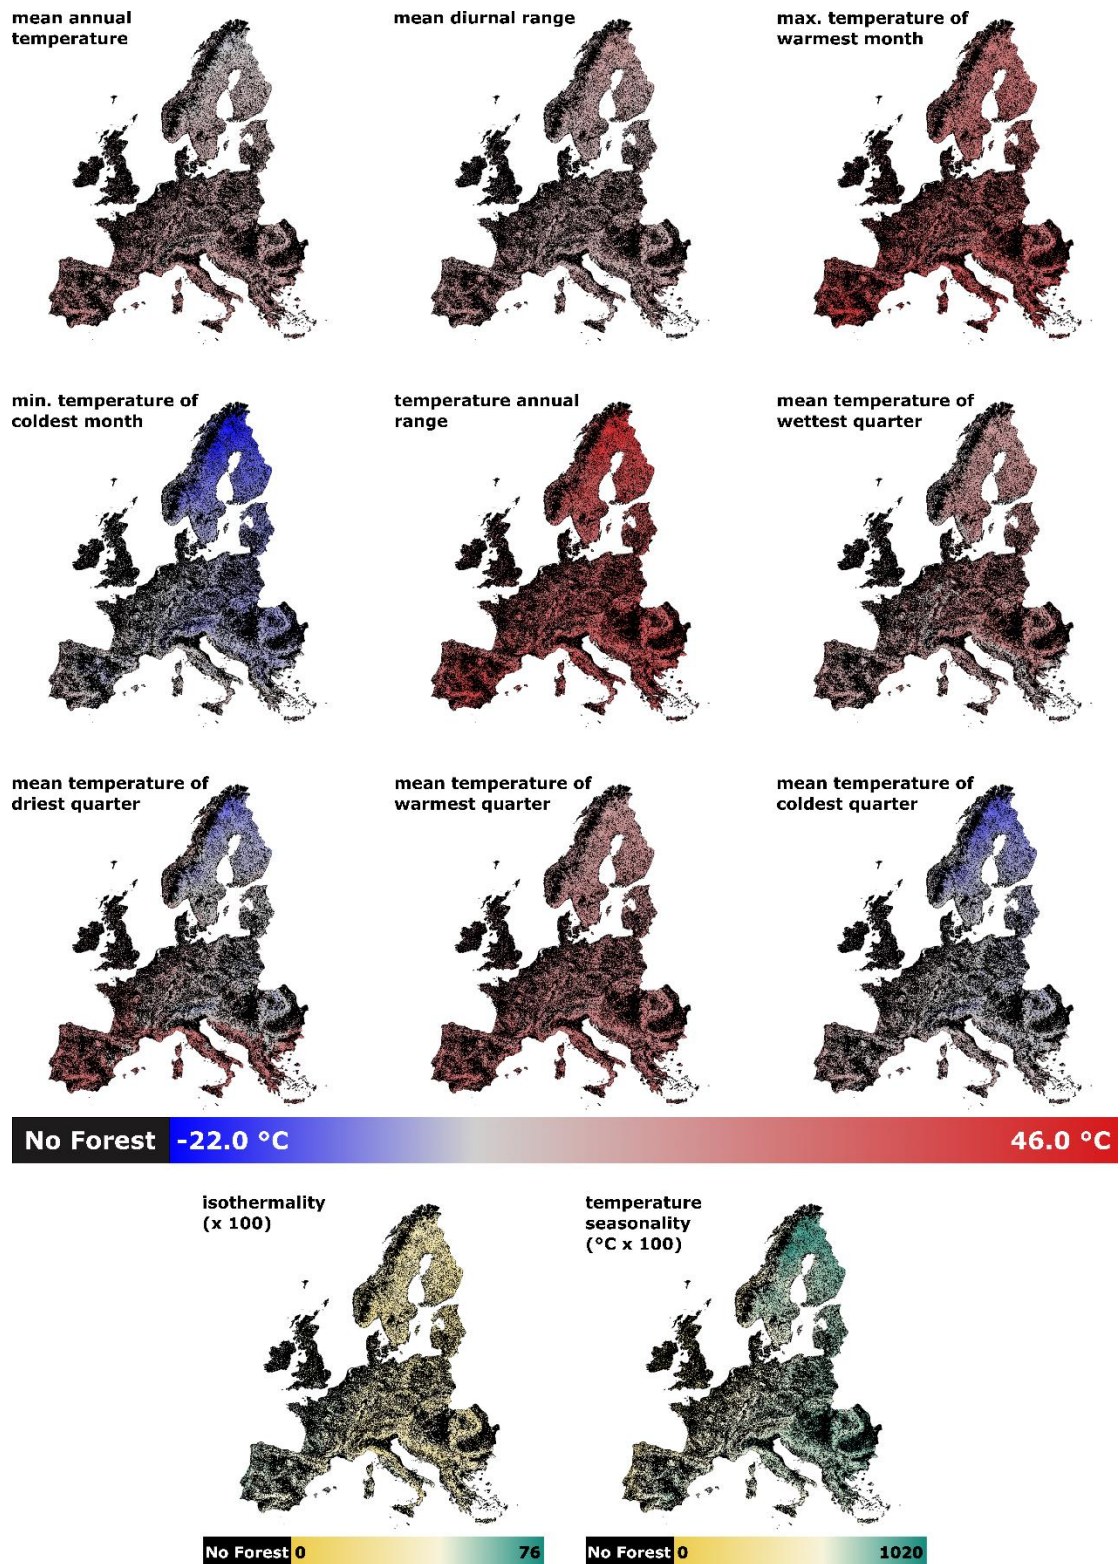 mean annual
temperature
mean diurnal range
max. temperature of
warmest month
min. temperature of
coldest month
temperature annual
range
mean temperature of
wettest quarter
mean temperature of
driest quarter
mean temperature of
warmest quarter
mean temperature of
coldest quarter
No Forest -22.0 °C 46.0 °C
isothermality
(x 100)
temperature
seasonality
(°C x 100)
No Forest 0 76
No Forest 0 1020